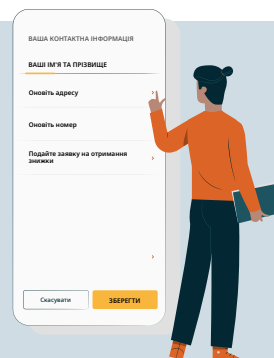 ВАША КОНТАКТНА ІНФОРМАЦІЯ
ВАШІ ІМ'Я ТА ПРІЗВИЩЕ
Оновіть адресу
Оновіть номер
Подайте заявку на отримання
знижки
Скасувати
ЗБЕРЕГТИ